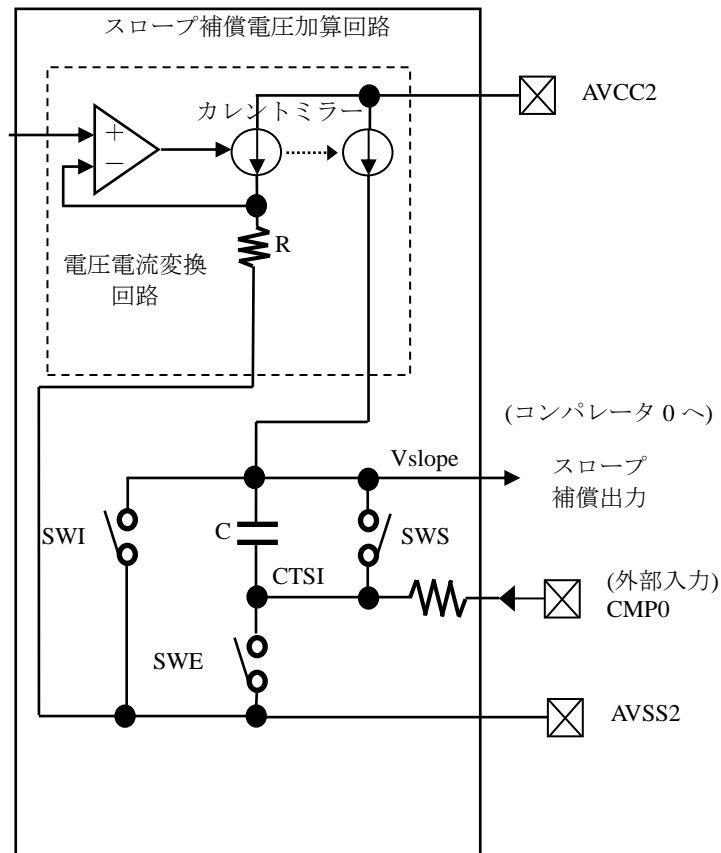 スロープ補償電圧加算回路
AVCC2
カレントミラー
+
−
R
電圧電流変換
回路
(コンパレータ 0 へ)
Vslope
スロープ
補償出力
SWI
C
SWS
CTSI
(外部入力)
CMP0
SWE
AVSS2